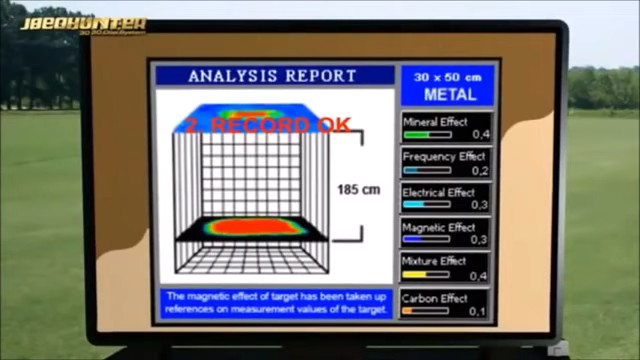 JBEOHUNTER
ANALYSIS REPORT
30 x 50 cm
METAL
2. RECORD OK
185 cm
Mineral Effect
0,4
Frequency Effect
0,2
Electrical Effect
0,3
Magnetic Effect
0,3
Mixture Effect
0,4
Carbon Effect
0,1
The magnetic effect of target has been taken up
references on measurement values of the target.